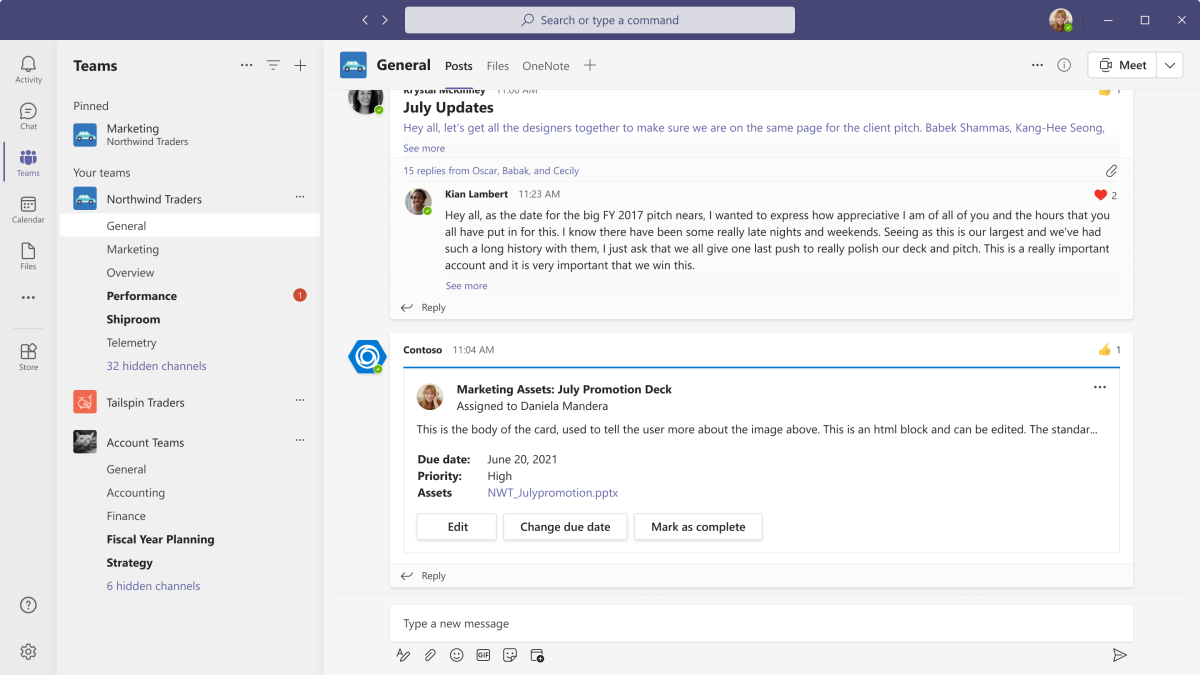 Search or type a command
Activity
Chat
Teams
Calendar
Files
Store
Teams
Pinned
Marketing
Northwind Traders
Your teams
Northwind Traders
General
Marketing
Overview
Performance 1
Shiproom
Telemetry
32 hidden channels
Tailspin Traders
Account Teams
General
Accounting
Finance
Fiscal Year Planning
Strategy
6 hidden channels
General Posts Files OneNote
Meet
Krystal McKinney 11:00 AM 1
July Updates
Hey all, let's get all the designers together to make sure we are on the same page for the client pitch. Babek Shammas, Kang-Hee Seong,
See more
15 replies from Oscar, Babak, and Cecily
Kian Lambert 11:23 AM 2
Hey all, as the date for the big FY 2017 pitch nears, I wanted to express how appreciative I am of all of you and the hours that you
all have put in for this. I know there have been some really late nights and weekends. Seeing as this is our largest and we've had
such a long history with them, I just ask that we all give one last push to really polish our deck and pitch. This is a really important
account and it is very important that we win this.
See more
Reply
Contoso 11:04 AM 1
Marketing Assets: July Promotion Deck
Assigned to Daniela Mandera
This is the body of the card, used to tell the user more about the image above. This is an html block and can be edited. The standar...
Due date: June 20, 2021
Priority: High
Assets NWT_Julypromotion.pptx
Edit Change due date Mark as complete
Reply
Type a new message
GIF